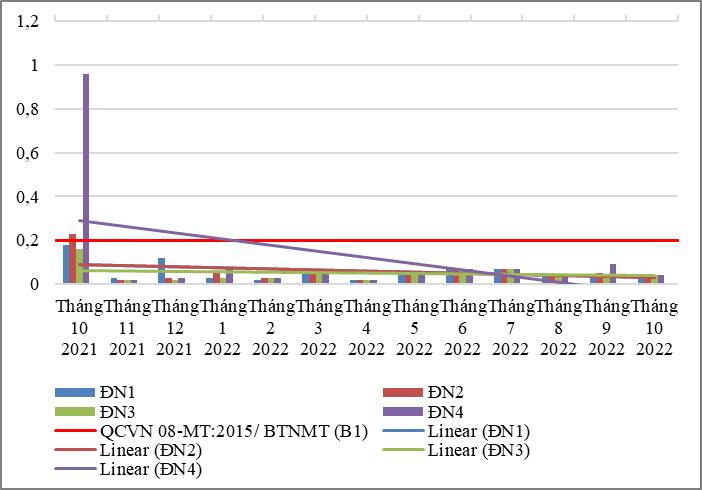 1,2
1
0,8
0,6
0,4
0,2
0
Tháng Tháng Tháng Tháng Tháng Tháng Tháng Tháng Tháng Tháng Tháng Tháng Tháng
10 11 12 1 2 3 4 5 6 7 8 9 10
2021 2021 2021 2022 2022 2022 2022 2022 2022 2022 2022 2022 2022
ĐN1 ĐN2
ĐN3 ĐN4
QCVN 08-MT:2015/ BTNMT (B1) Linear (ĐN1)
Linear (ĐN2) Linear (ĐN3)
Linear (ĐN4)